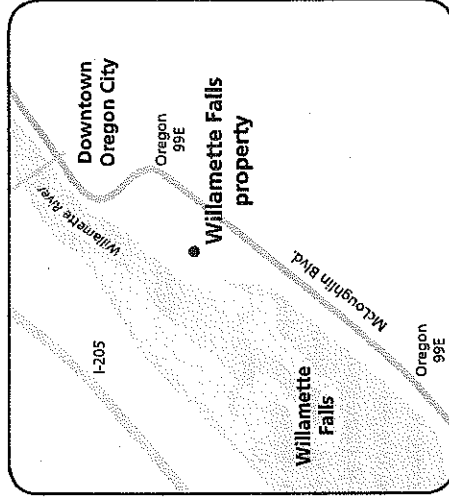 Downtown
Oregon City
Willamette River
Oregon
99E
Willamette Falls
property
I-205
McLoughlin Blvd.
Willamette
Falls
Oregon
99E